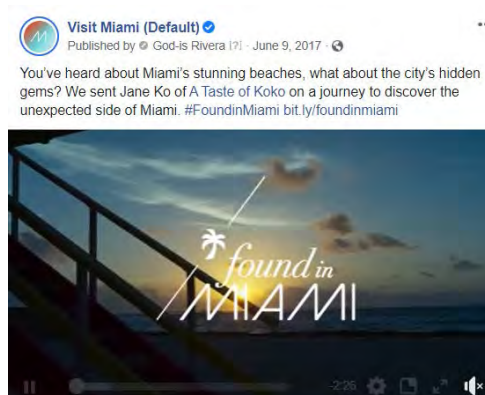 Visit Miami (Default)
Published by God-is Rivera [?] · June 9, 2017 ·
You've heard about Miami's stunning beaches, what about the city's hidden
gems? We sent Jane Ko of A Taste of Koko on a journey to discover the
unexpected side of Miami. #FoundinMiami bit.ly/foundinmiami
found in
MIAMI
-2:26